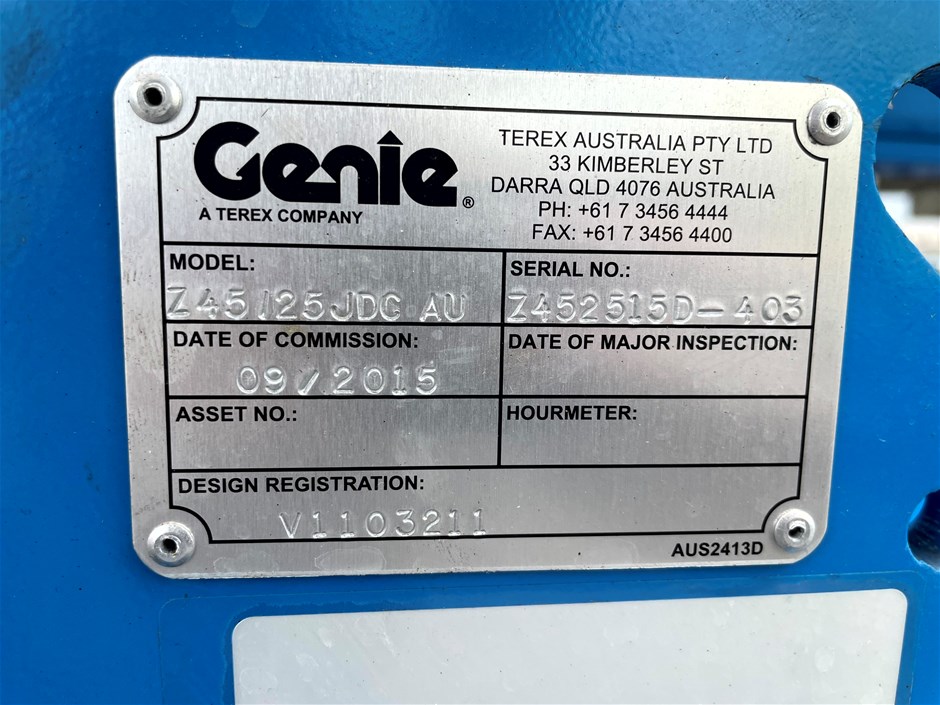 Genie®
A TEREX COMPANY
TEREX AUSTRALIA PTY LTD
33 KIMBERLEY ST
DARRA QLD 4076 AUSTRALIA
PH: +61 7 3456 4444
FAX: +61 7 3456 4400
MODEL:
Z45/25JDC AU
SERIAL NO.:
Z452515D-403
DATE OF COMMISSION:
09/2015
DATE OF MAJOR INSPECTION:
ASSET NO.:
HOURMETER:
DESIGN REGISTRATION:
V1103211
AUS2413D